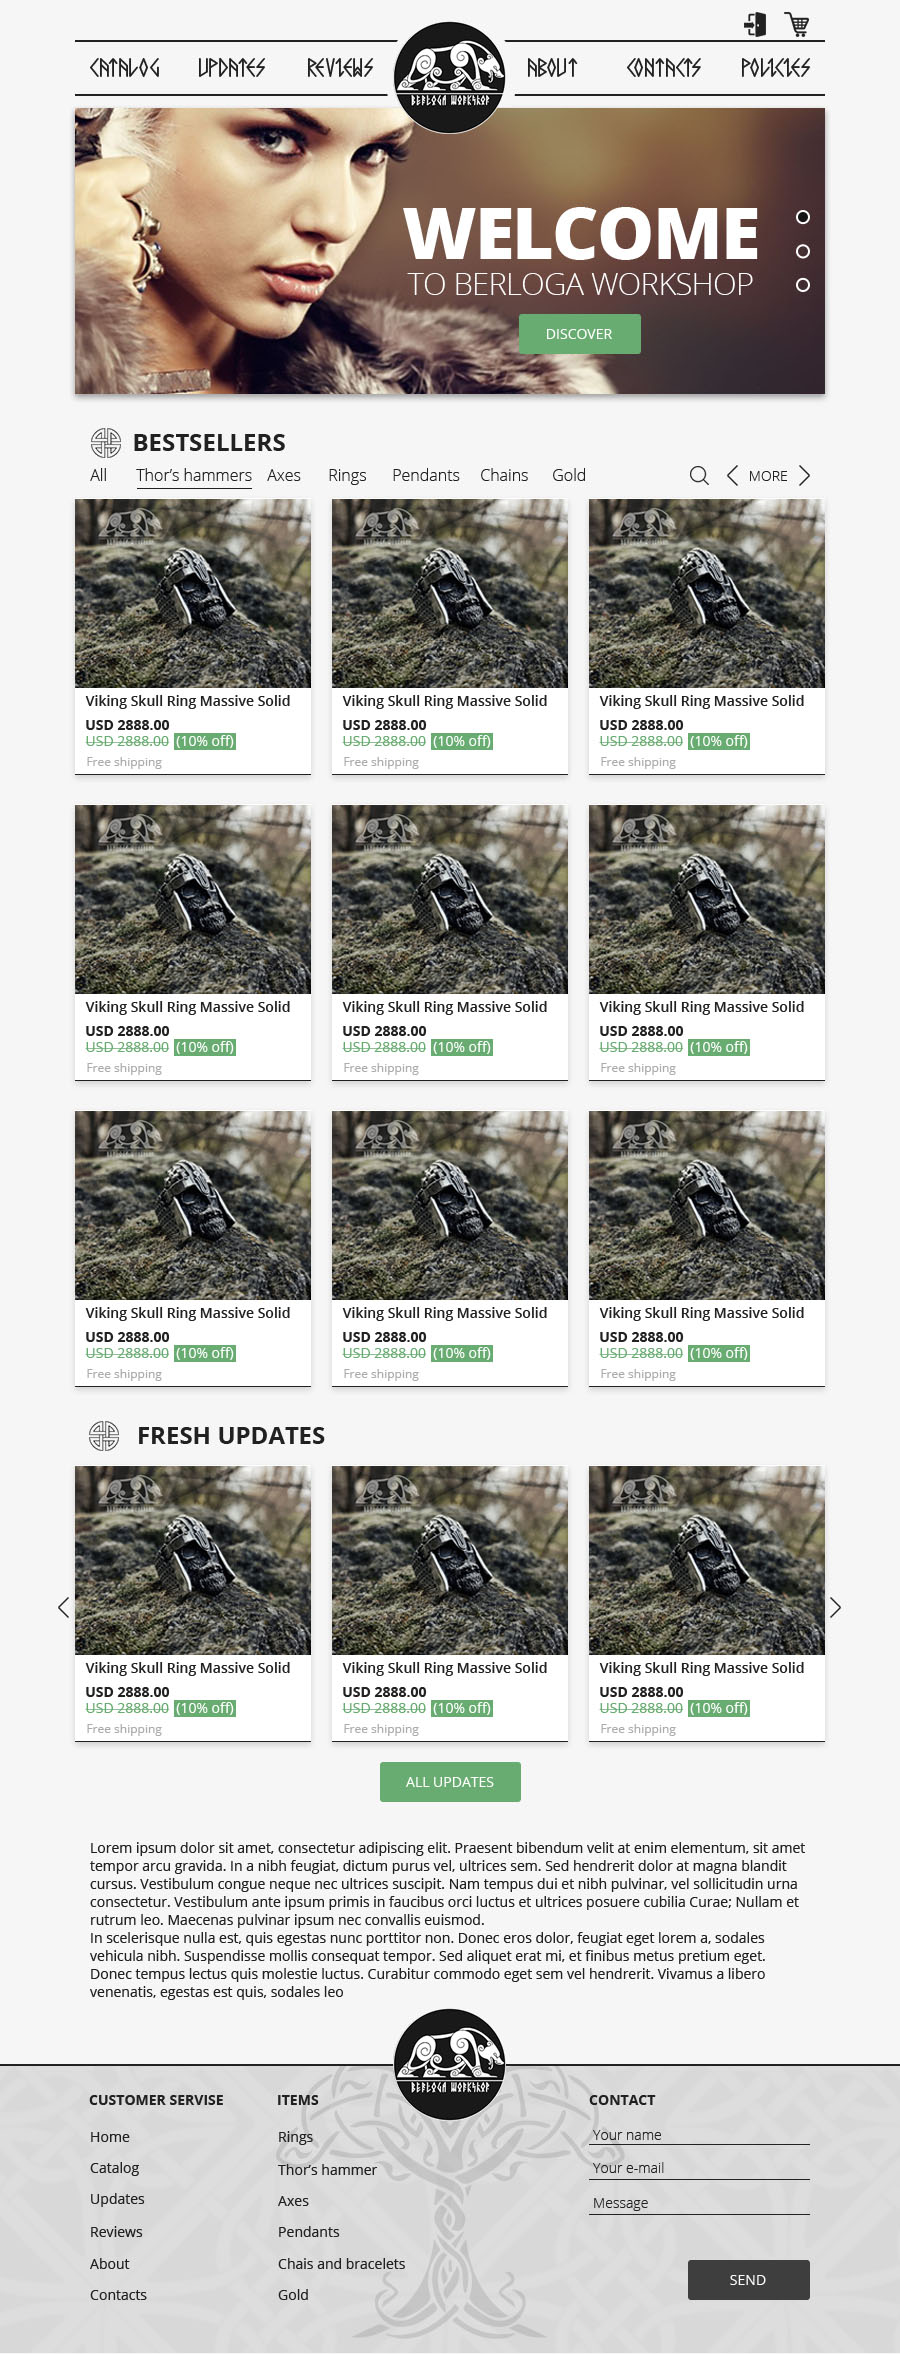 CATALOG UPDATES REVIEWS ABOUT CONTACTS POLICIES
BERLOGA WORKSHOP
WELCOME
TO BERLOGA WORKSHOP
DISCOVER
BESTSELLERS
All Thor's hammers Axes Rings Pendants Chains Gold MORE
Viking Skull Ring Massive Solid Viking Skull Ring Massive Solid Viking Skull Ring Massive Solid
USD 2888.00 USD 2888.00 USD 2888.00
USD 2888.00 (10% off) USD 2888.00 (10% off) USD 2888.00 (10% off)
Free shipping Free shipping Free shipping
Viking Skull Ring Massive Solid Viking Skull Ring Massive Solid Viking Skull Ring Massive Solid
USD 2888.00 USD 2888.00 USD 2888.00
USD 2888.00 (10% off) USD 2888.00 (10% off) USD 2888.00 (10% off)
Free shipping Free shipping Free shipping
Viking Skull Ring Massive Solid Viking Skull Ring Massive Solid Viking Skull Ring Massive Solid
USD 2888.00 USD 2888.00 USD 2888.00
USD 2888.00 (10% off) USD 2888.00 (10% off) USD 2888.00 (10% off)
Free shipping Free shipping Free shipping
FRESH UPDATES
Viking Skull Ring Massive Solid Viking Skull Ring Massive Solid Viking Skull Ring Massive Solid
USD 2888.00 USD 2888.00 USD 2888.00
USD 2888.00 (10% off) USD 2888.00 (10% off) USD 2888.00 (10% off)
Free shipping Free shipping Free shipping
ALL UPDATES
Lorem ipsum dolor sit amet, consectetur adipiscing elit. Praesent bibendum velit at enim elementum, sit amet
tempor arcu gravida. In a nibh feugiat, dictum purus vel, ultrices sem. Sed hendrerit dolor at magna blandit
cursus. Vestibulum congue neque nec ultrices suscipit. Nam tempus dui et nibh pulvinar, vel sollicitudin urna
consectetur. Vestibulum ante ipsum primis in faucibus orci luctus et ultrices posuere cubilia Curae; Nullam et
rutrum leo. Maecenas pulvinar ipsum nec convallis euismod.
In scelerisque nulla est, quis egestas nunc porttitor non. Donec eros dolor, feugiat eget lorem a, sodales
vehicula nibh. Suspendisse mollis consequat tempor. Sed aliquet erat mi, et finibus metus pretium eget.
Donec tempus lectus quis molestie luctus. Curabitur commodo eget sem vel hendrerit. Vivamus a libero
venenatis, egestas est quis, sodales leo
BERLOGA WORKSHOP
CUSTOMER SERVISE
Home
Catalog
Updates
Reviews
About
Contacts
ITEMS
Rings
Thor's hammer
Axes
Pendants
Chais and bracelets
Gold
CONTACT
Your name
Your e-mail
Message
SEND